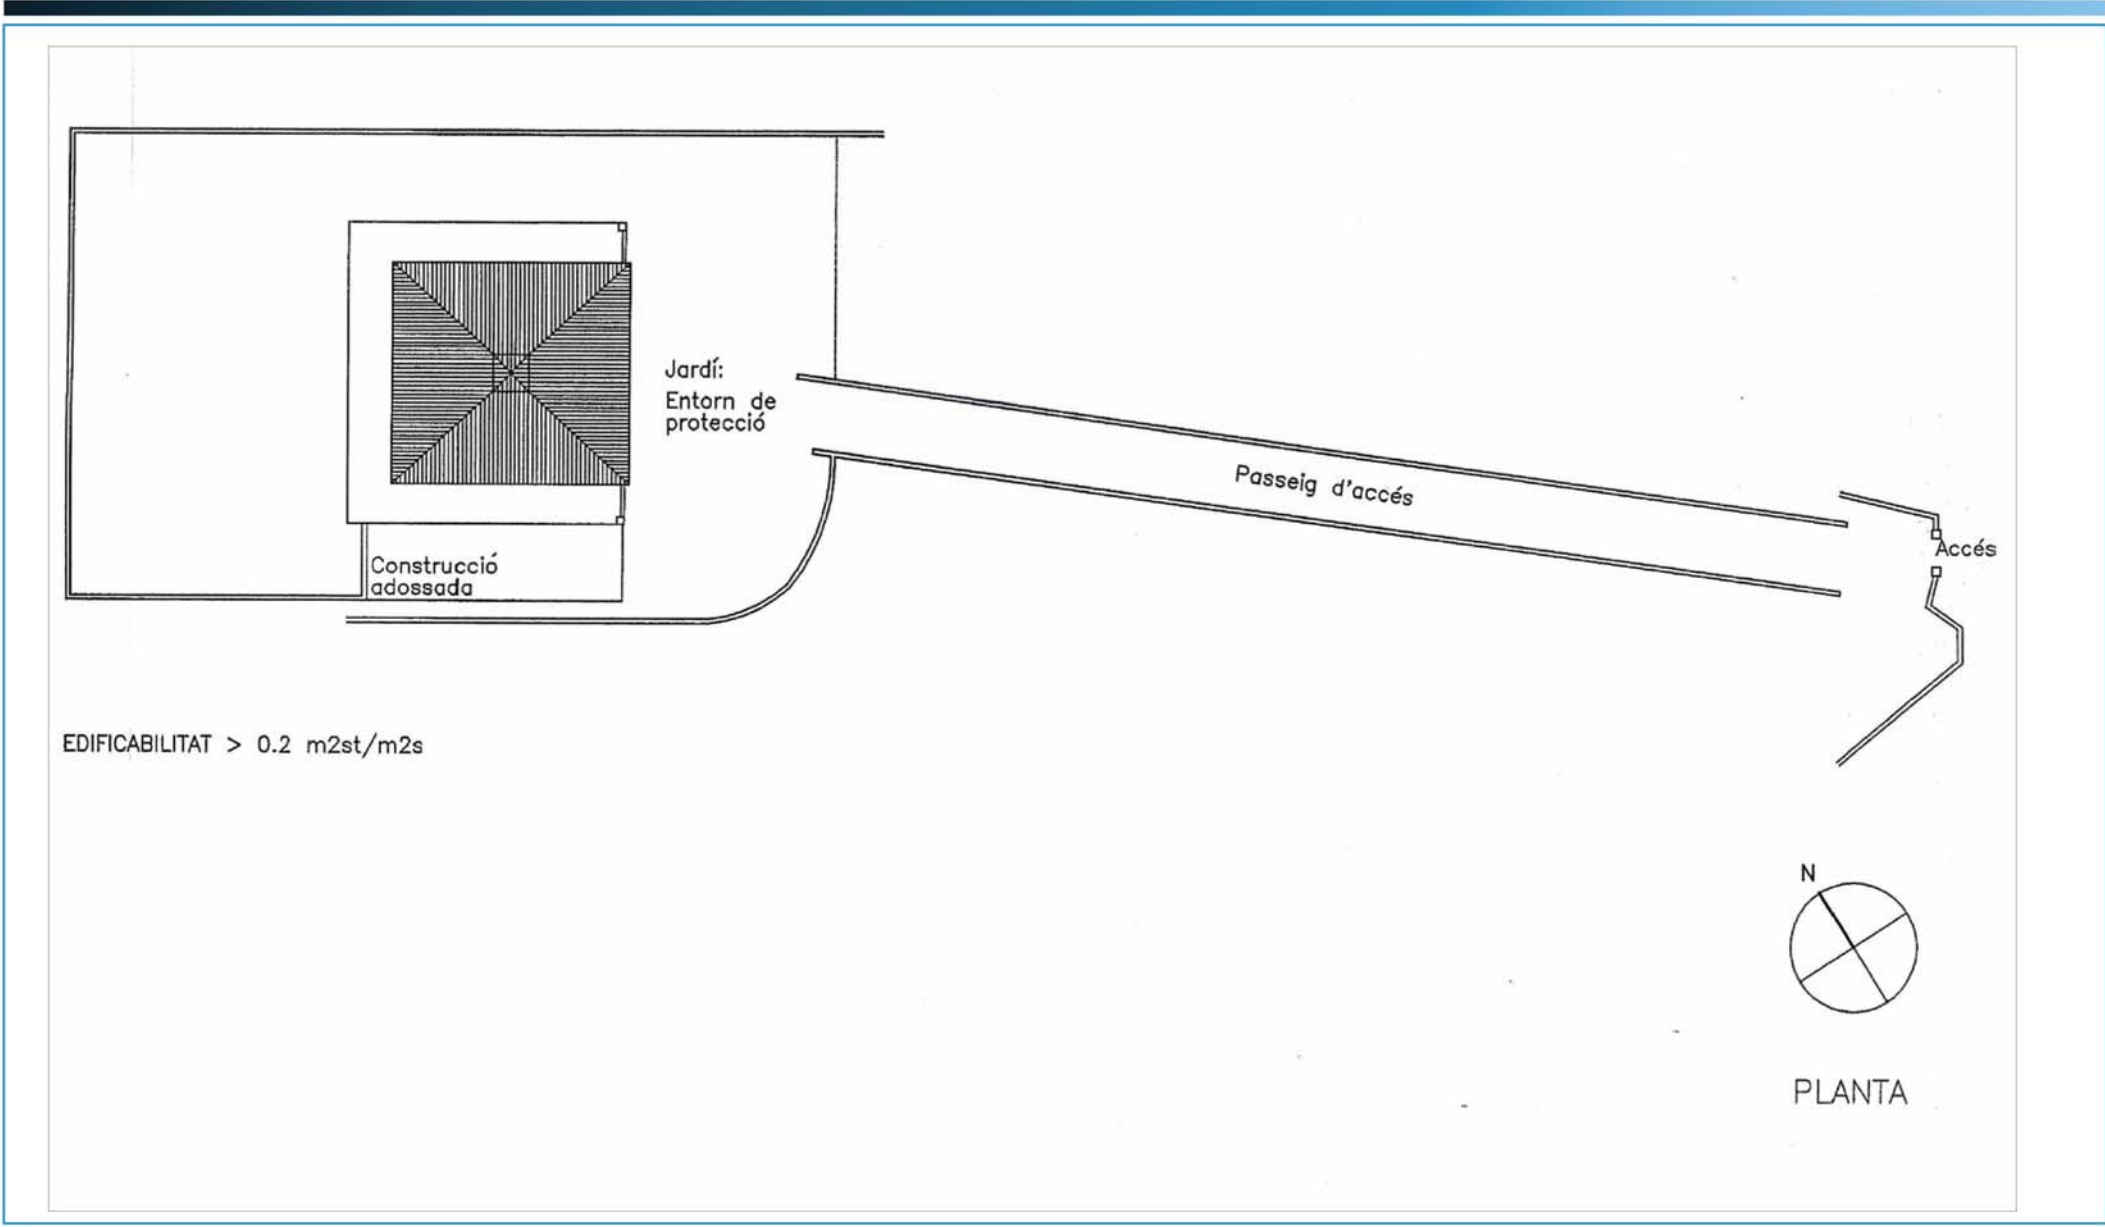 Jardí:
Entorn de
protecció
Passeig d'accés
Accés
Construcció
adossada
EDIFICABILITAT > 0.2 m2st/m2s
N
PLANTA